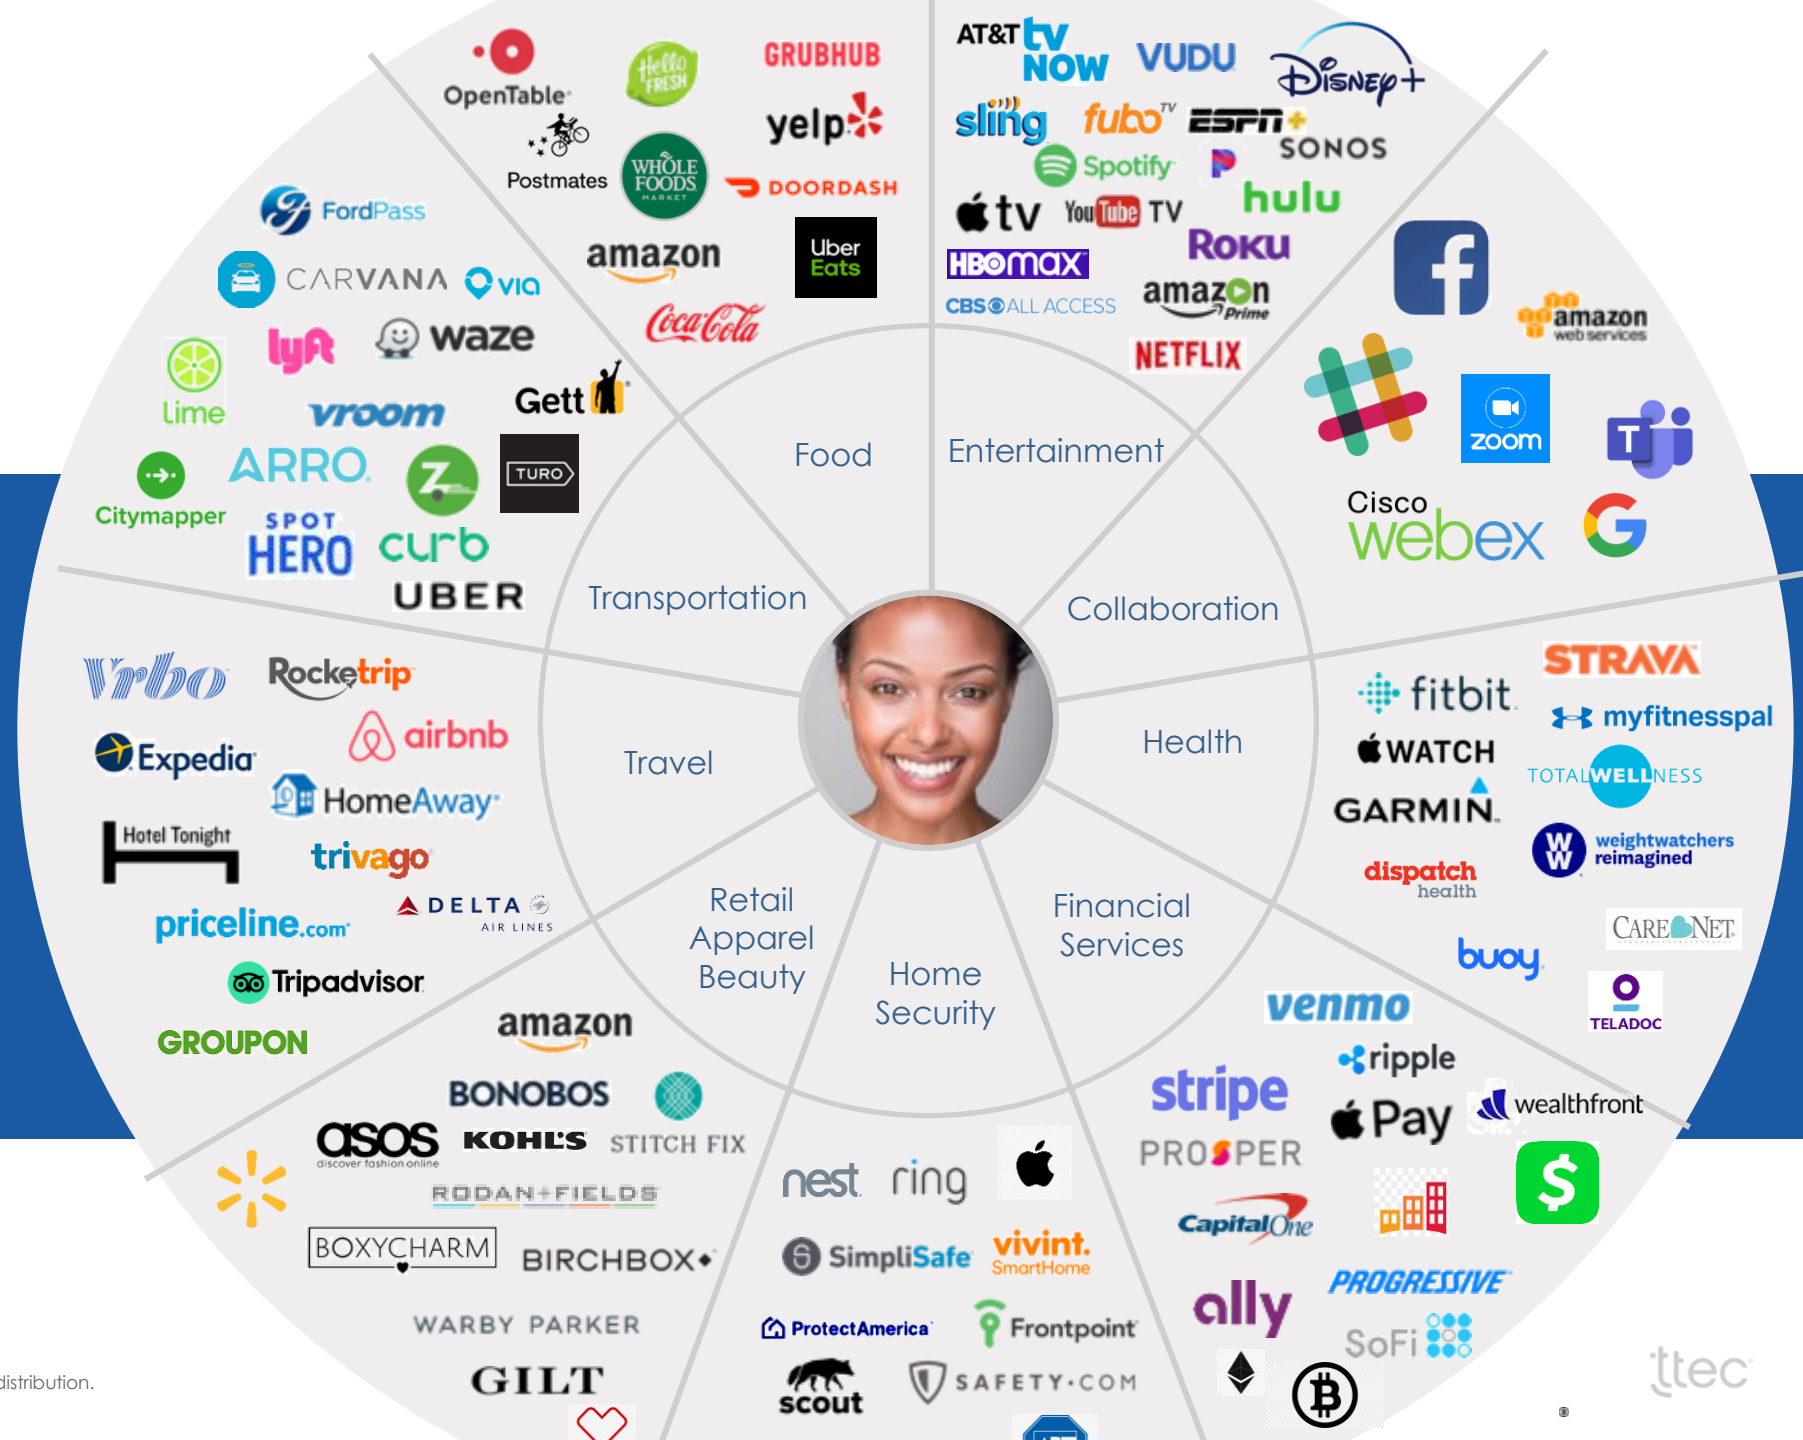 OpenTable
Hello
FRESH
GRUBHUB
Postmates
WHOLE
FOODS
MARKET
yelp
DOORDASH
amazon
Uber
Eats
Coca-Cola
Food
AT&T tv
NOW
VUDU
Disney+
sling
fubo TV
ESPN+
SONOS
Spotify
hulu
tv
YouTube TV
ROKU
HBOMAX
CBS ALL ACCESS
amazon
Prime
NETFLIX
Entertainment
f
amazon
web services
zoom
T
Cisco
webex
G
Collaboration
STRAVA
fitbit
myfitnesspal
WATCH
TOTALWELLNESS
GARMIN
WW
weightwatchers
reimagined
dispatch
health
CARENET
buoy
TELADOC
Health
venmo
ripple
stripe
Pay
wealthfront
PROSPER
$
CapitalOne
PROGRESSIVE
ally
SoFi
B
Financial
Services
nest
ring
SimpliSafe
vivint.
SmartHome
ProtectAmerica
Frontpoint
scout
SAFETY.COM
Home
Security
amazon
BONOBOS
asos
discover fashion online
KOHL'S
STITCH FIX
RODAN+FIELDS
BOXYCHARM
BIRCHBOX
WARBY PARKER
GILT
Retail
Apparel
Beauty
Vrbo
Rocketrip
airbnb
Expedia
HomeAway
Hotel Tonight
trivago
priceline.com
DELTA
AIR LINES
Tripadvisor
GROUPON
Travel
FordPass
CARVANA
via
lyft
waze
Lime
vroom
Gett
ARRO
Z
TURO
Citymapper
SPOT
HERO
curb
UBER
Transportation
distribution.
ttec